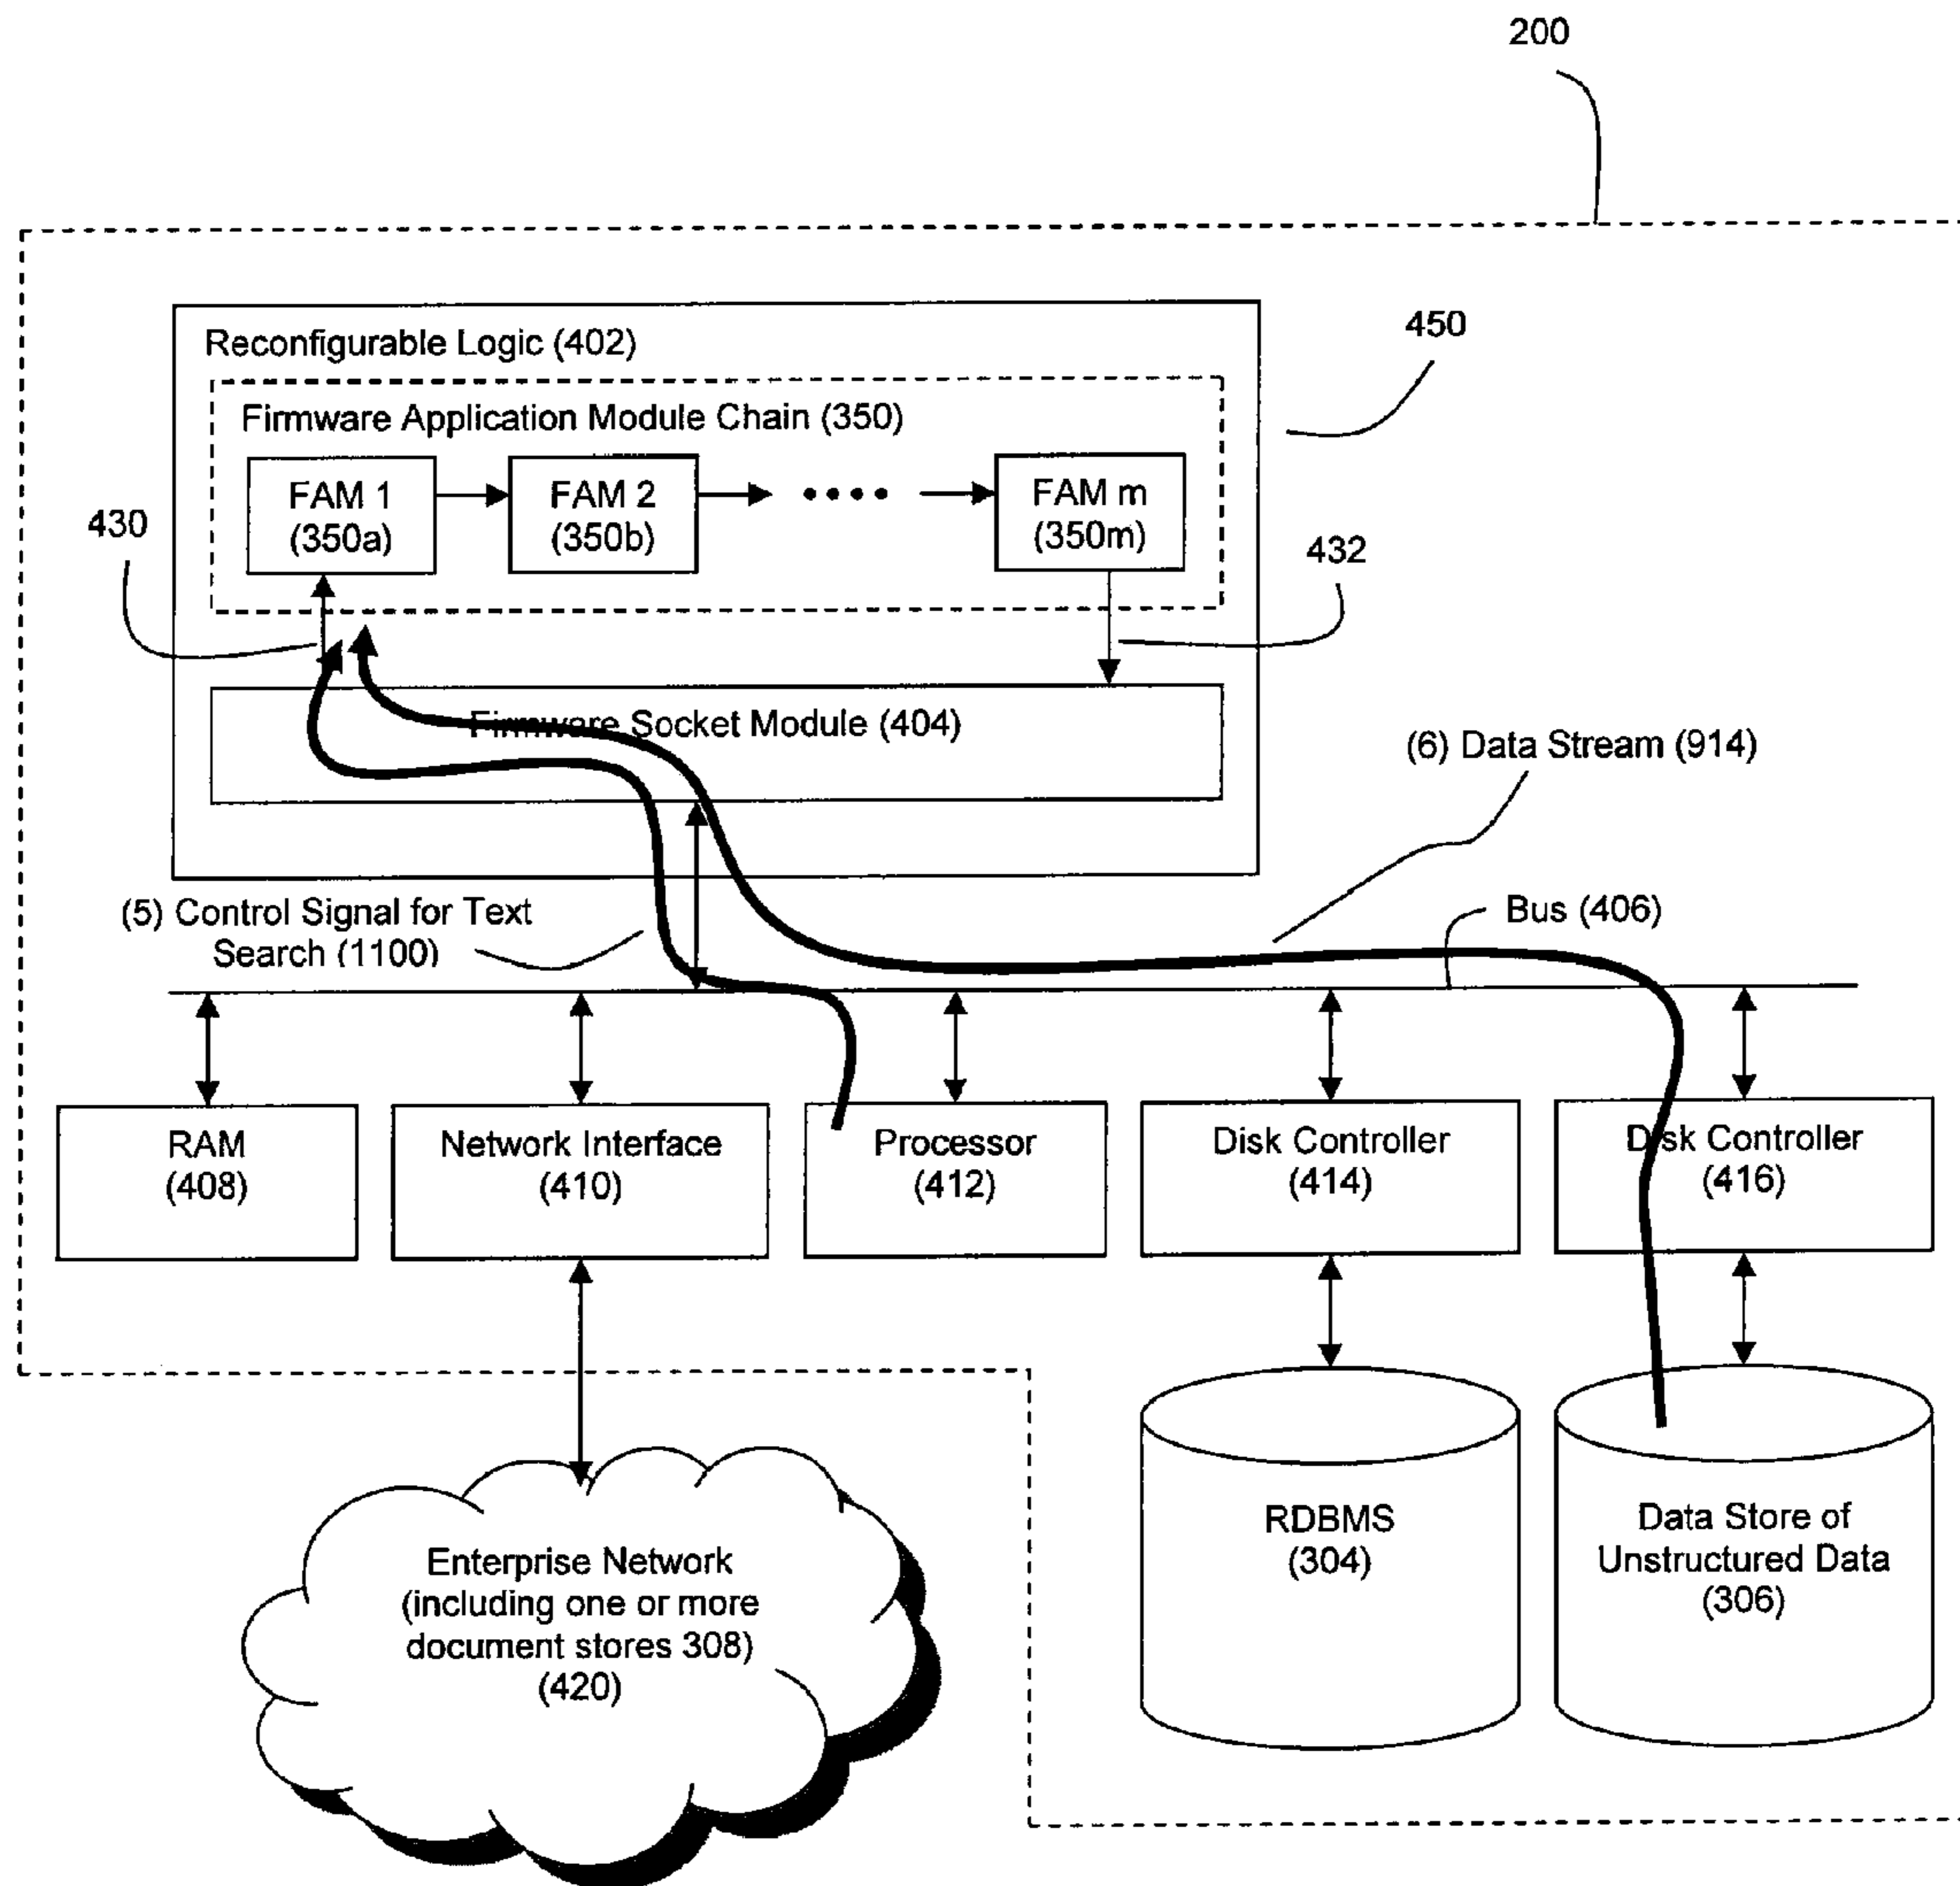 200
450
Reconfigurable Logic (402)
Firmware Application Module Chain (350)
FAM 1
(350a)
FAM 2
(350b)
FAM m
(350m)
430
432
Firmware Socket Module (404)
(6) Data Stream (914)
(5) Control Signal for Text
Search (1100)
Bus (406)
RAM
(408)
Network Interface
(410)
Processor
(412)
Disk Controller
(414)
Disk Controller
(416)
Enterprise Network
(including one or more
document stores 308)
(420)
RDBMS
(304)
Data Store of
Unstructured Data
(306)